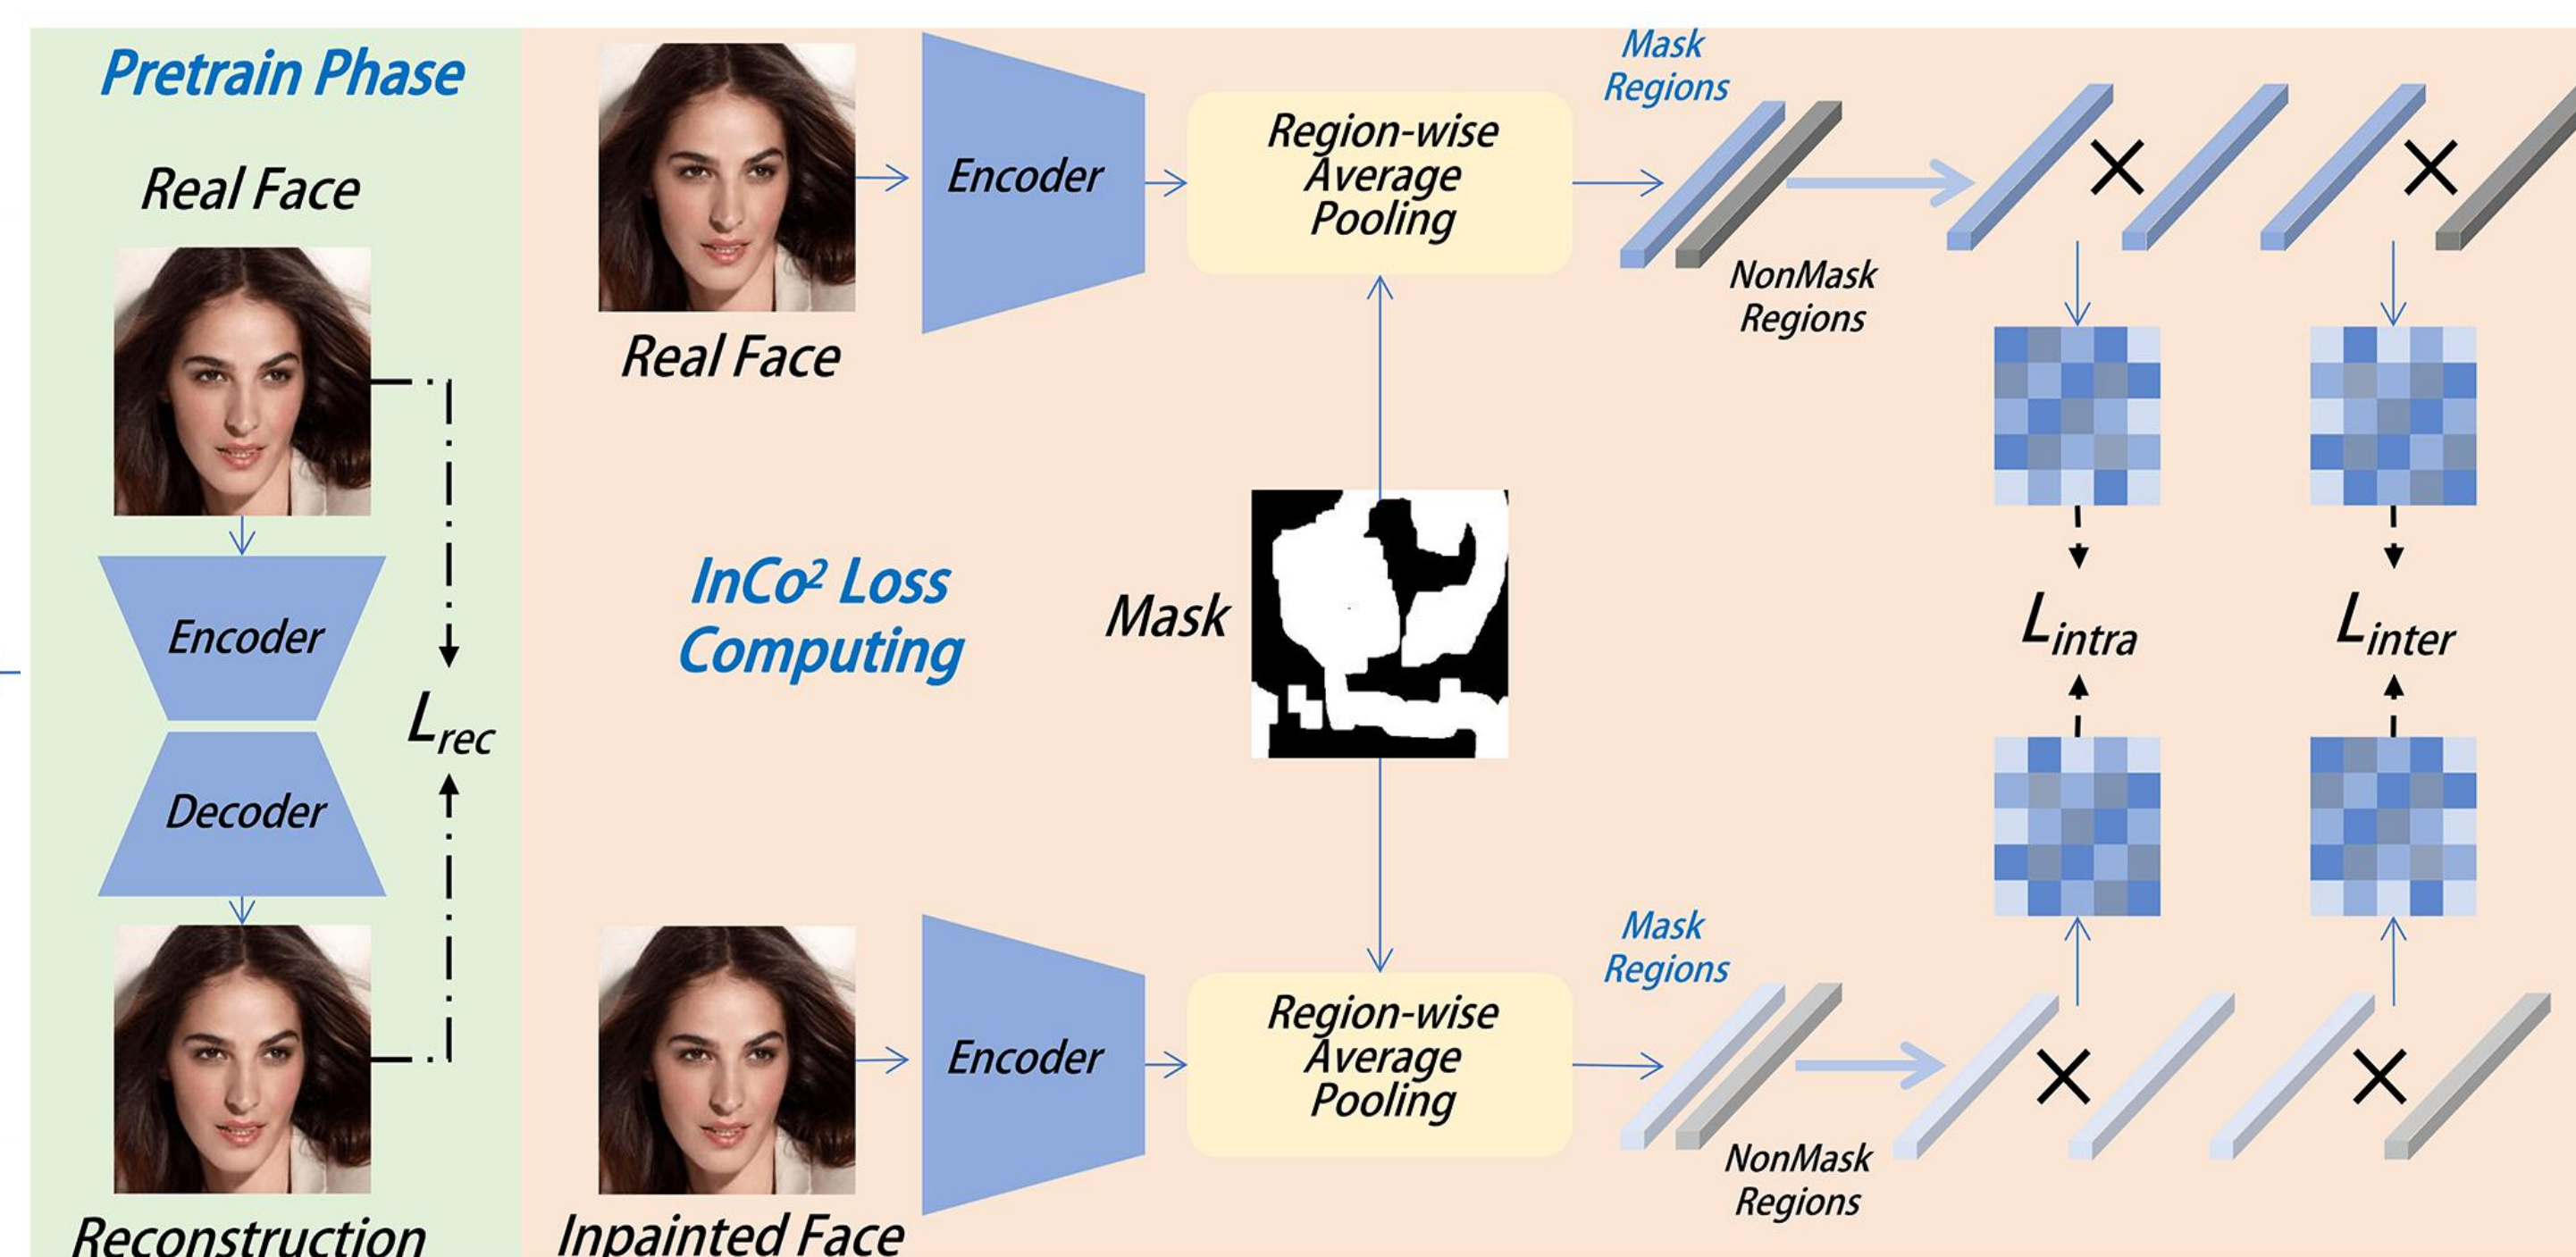 Pretrain Phase
Real Face
Encoder
Decoder
L_rec
Reconstruction
Real Face
Encoder
Region-wise
Average
Pooling
Mask
Regions
NonMask
Regions
InCo² Loss
Computing
Mask
L_intra
L_inter
Inpainted Face
Encoder
Region-wise
Average
Pooling
Mask
Regions
NonMask
Regions